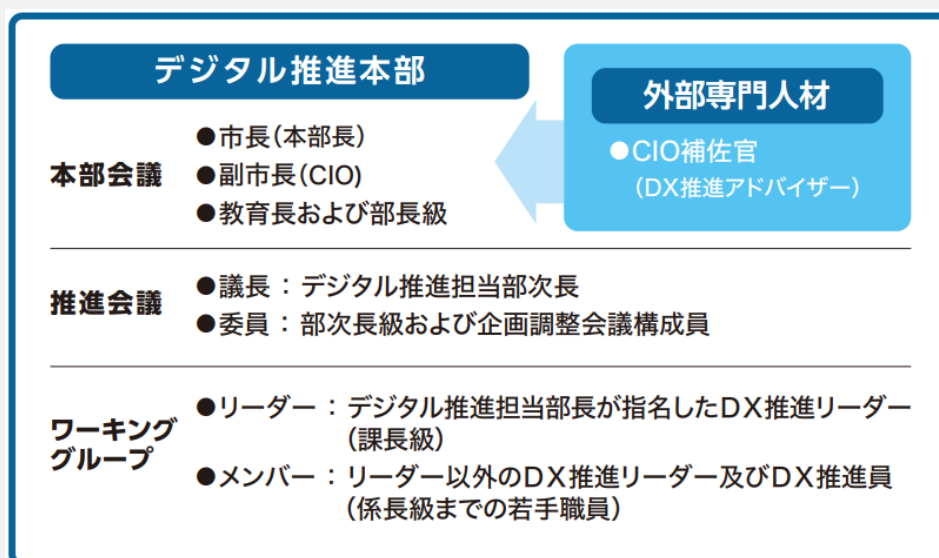 デジタル推進本部
外部専門人材
●CIO補佐官
(DX推進アドバイザー)
本部会議
●市長(本部長)
●副市長(CIO)
●教育長および部長級
推進会議
●議長：デジタル推進担当部次長
●委員：部次長級および企画調整会議構成員
ワーキンググループ
●リーダー：デジタル推進担当部長が指名したDX推進リーダー
(課長級)
●メンバー：リーダー以外のDX推進リーダー及びDX推進員
(係長級までの若手職員)